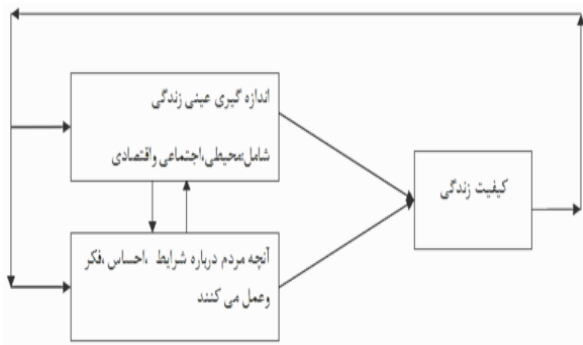 اندازه گیری عینی زندگی
شامل:محیطی،اجتماعی واقتصادی
کیفیت زندگی
آنچه مردم درباره شرایط ،احساس ،فکر
وعمل می کنند